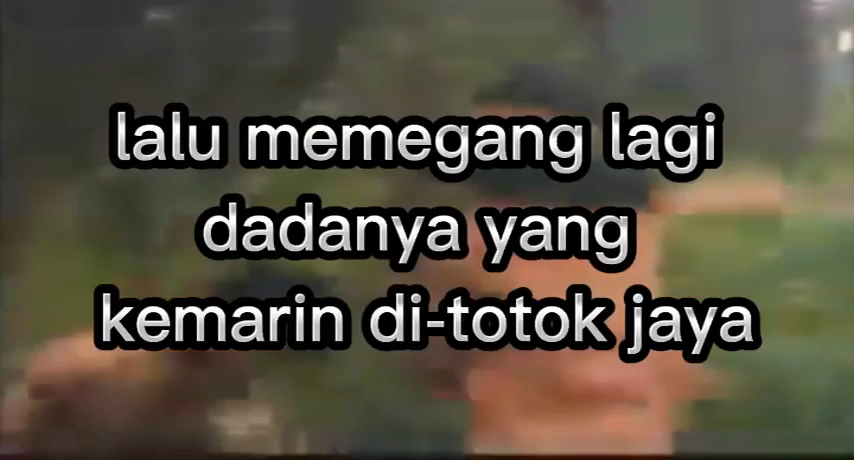 lalu memegang lagi
dadanya yang
kemarin di-totok jaya